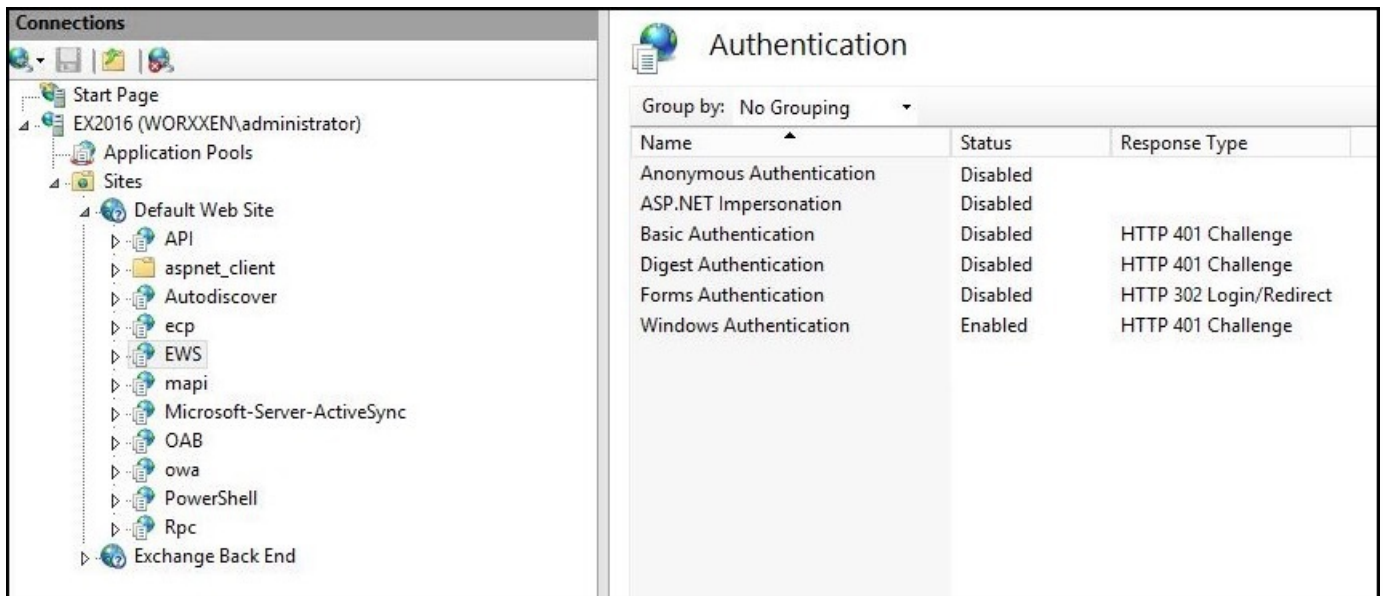 Connections
Start Page
EX2016 (WORXXEN\administrator)
Application Pools
Sites
Default Web Site
API
aspnet_client
Autodiscover
ecp
EWS
mapi
Microsoft-Server-ActiveSync
OAB
owa
PowerShell
Rpc
Exchange Back End
Authentication
Group by: No Grouping
Name Status Response Type
Anonymous Authentication Disabled
ASP.NET Impersonation Disabled
Basic Authentication Disabled HTTP 401 Challenge
Digest Authentication Disabled HTTP 401 Challenge
Forms Authentication Disabled HTTP 302 Login/Redirect
Windows Authentication Enabled HTTP 401 Challenge